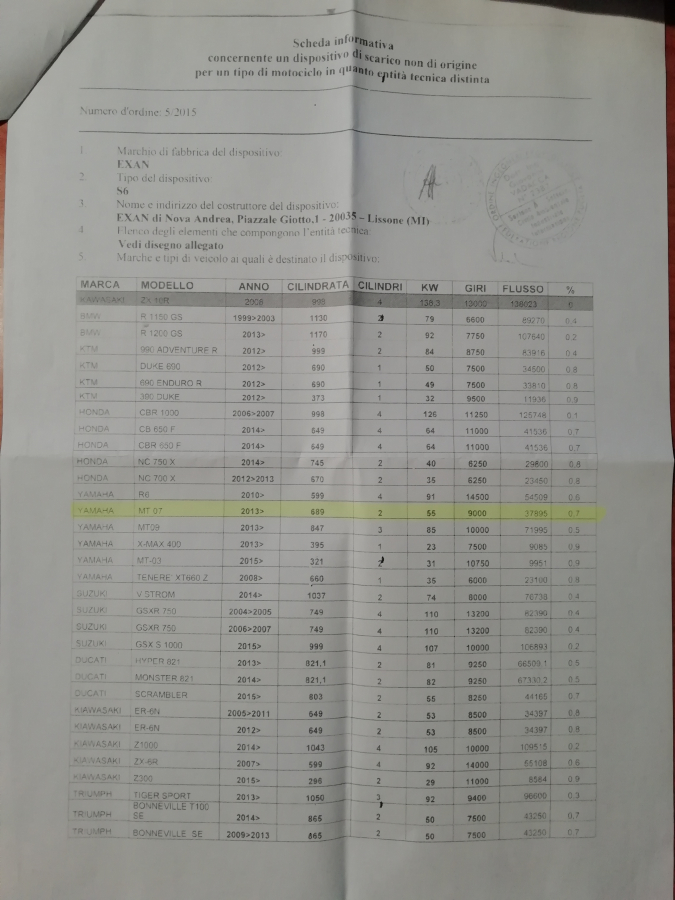 Scheda informativa
concernente un dispositivo di scarico non di origine
per un tipo di motociclo in quanto entità tecnica distinta
Numero d'ordine: 5/2015
1. Marchio di fabbrica del dispositivo:
EXAN
2. Tipo del dispositivo:
S6
3. Nome e indirizzo del costruttore del dispositivo:
EXAN di Nova Andrea, Piazzale Giotto,1 - 20035 – Lissone (MI)
4. Elenco degli elementi che compongono l'entità tecnica:
Vedi disegno allegato
5. Marche e tipi di veicolo ai quali è destinato il dispositivo:
MARCA MODELLO ANNO CILINDRATA CILINDRI KW GIRI FLUSSO %
KAWASAKI ZX 10R 2008 998 4 13000 136023 0
BMW R 1150 GS 1999>2003 1130 79 6600 89270 0,4
BMW R 1200 GS 2013> 1170 2 92 7750 107640 0,2
KTM 990 ADVENTURE R 2012> 999 2 84 8750 83916 0,4
KTM DUKE 690 2012> 690 1 50 7500 34500 0,8
KTM 690 ENDURO R 2012> 690 1 49 7500 33810 0,8
KTM 390 DUKE 2012> 373 1 32 9500 11936 0,9
HONDA CBR 1000 2006>2007 998 4 126 11250 125748 0,1
HONDA CB 650 F 2014> 649 4 64 11000 41536 0,7
HONDA CBR 650 F 2014> 649 4 64 11000 41536 0,7
HONDA NC 750 X 2014> 745 2 40 6250 29800 0,8
HONDA NC 700 X 2012>2013 670 2 35 6250 23450 0,8
YAMAHA R6 2010> 599 4 91 14500 54509 0,6
YAMAHA MT 07 2013> 689 2 55 9000 37895 0,7
YAMAHA MT09 2013> 847 3 85 10000 71995 0,5
YAMAHA X-MAX 400 2013> 395 1 23 7500 9085 0,9
YAMAHA MT-03 2015> 321 2 31 10750 9951 0,9
YAMAHA TENERE XT660 Z 2008> 660 1 35 6000 23100 0,8
SUZUKI V STROM 2014> 1037 2 74 8000 76738 0,4
SUZUKI GSXR 750 2004>2005 749 4 110 13200 82390 0,4
SUZUKI GSXR 750 2006>2007 749 4 110 13200 82390 0,4
SUZUKI GSX S 1000 2015> 999 4 107 10000 106893 0,2
DUCATI HYPER 821 2013> 821,1 2 81 9250 66509,1 0,5
DUCATI MONSTER 821 2014> 821,1 2 82 9250 67330,2 0,5
DUCATI SCRAMBLER 2015> 803 2 55 8250 44165 0,7
KIAWASAKI ER-6N 2005>2011 649 2 53 8500 34397 0,8
KIAWASAKI ER-6N 2012> 649 2 53 8500 34397 0,8
KIAWASAKI Z1000 2014> 1043 4 105 10000 109515 0,2
KIAWASAKI ZX-6R 2007> 599 4 92 14000 55108 0,6
KIAWASAKI Z300 2015> 296 2 29 11000 8584 0,9
TRIUMPH TIGER SPORT 2013> 1050 3 92 9400 96600 0,3
TRIUMPH BONNEVILLE T100 SE 2014> 865 2 50 7500 43250 0,7
TRIUMPH BONNEVILLE SE 2009>2013 865 2 50 7500 43250 0,7